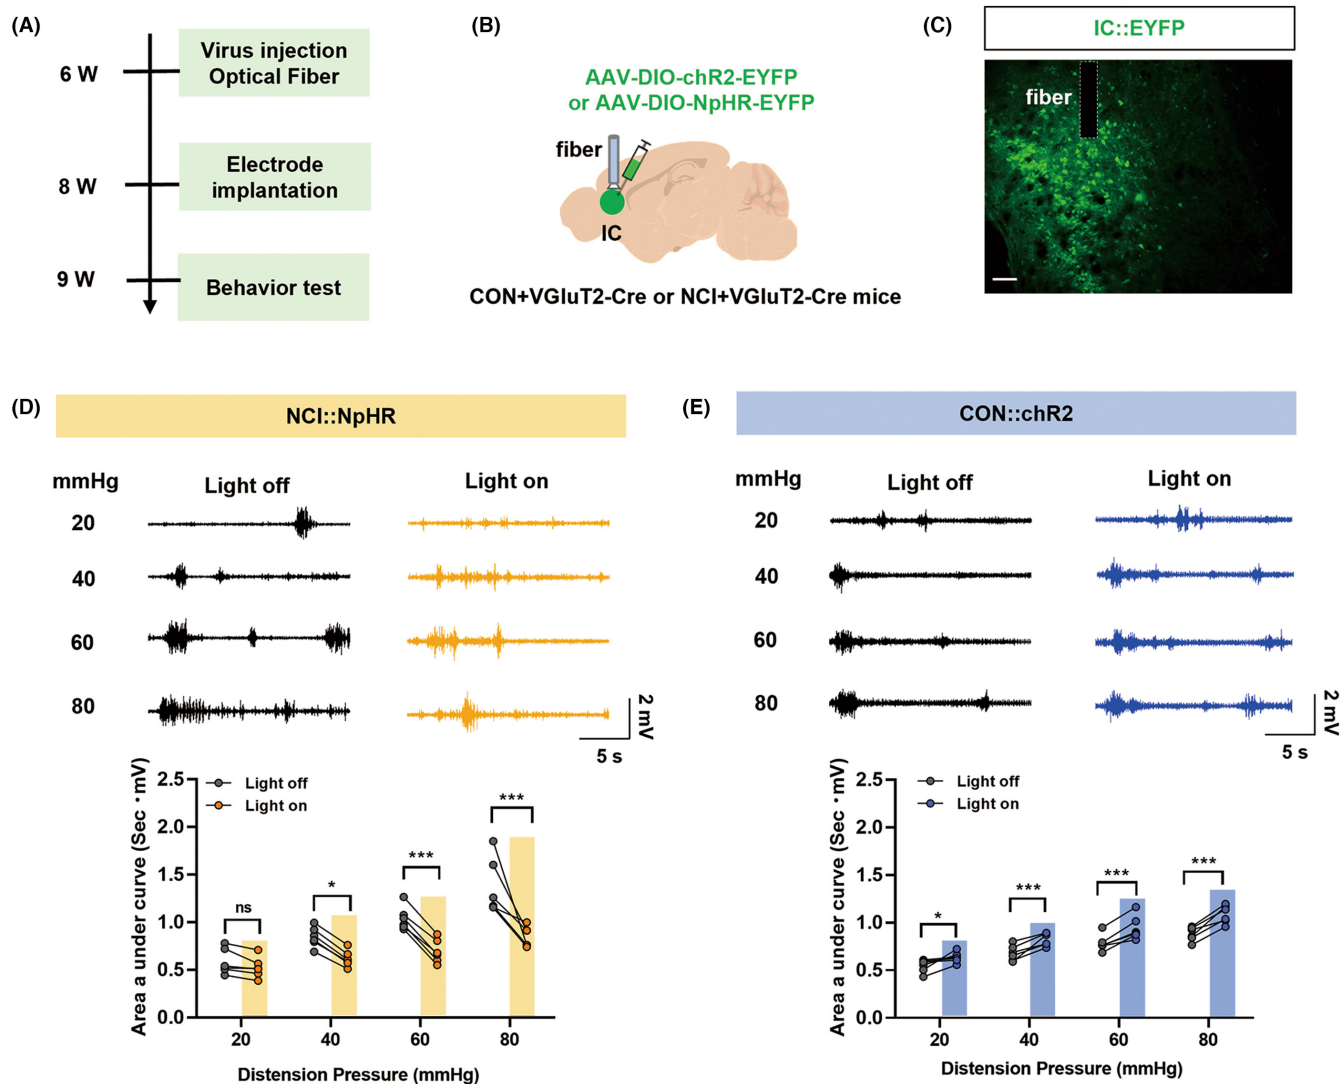 (A)
6 W
Virus injection
Optical Fiber
8 W
Electrode
implantation
9 W
Behavior test
(B)
AAV-DIO-chR2-EYFP
or AAV-DIO-NpHR-EYFP
fiber
IC
CON+VGluT2-Cre or NCI+VGluT2-Cre mice
(C)
IC::EYFP
fiber
(D)
NCI::NpHR
mmHg
Light off
Light on
20
40
60
80
2 mV
5 s
Area a under curve (Sec · mV)
2.5
2.0
1.5
1.0
0.5
0.0
Light off
Light on
ns
*
***
***
20
40
60
80
Distension Pressure (mmHg)
(E)
CON::chR2
mmHg
Light off
Light on
20
40
60
80
2 mV
5 s
Area a under curve (Sec · mV)
2.5
2.0
1.5
1.0
0.5
0.0
Light off
Light on
*
***
***
***
20
40
60
80
Distension Pressure (mmHg)